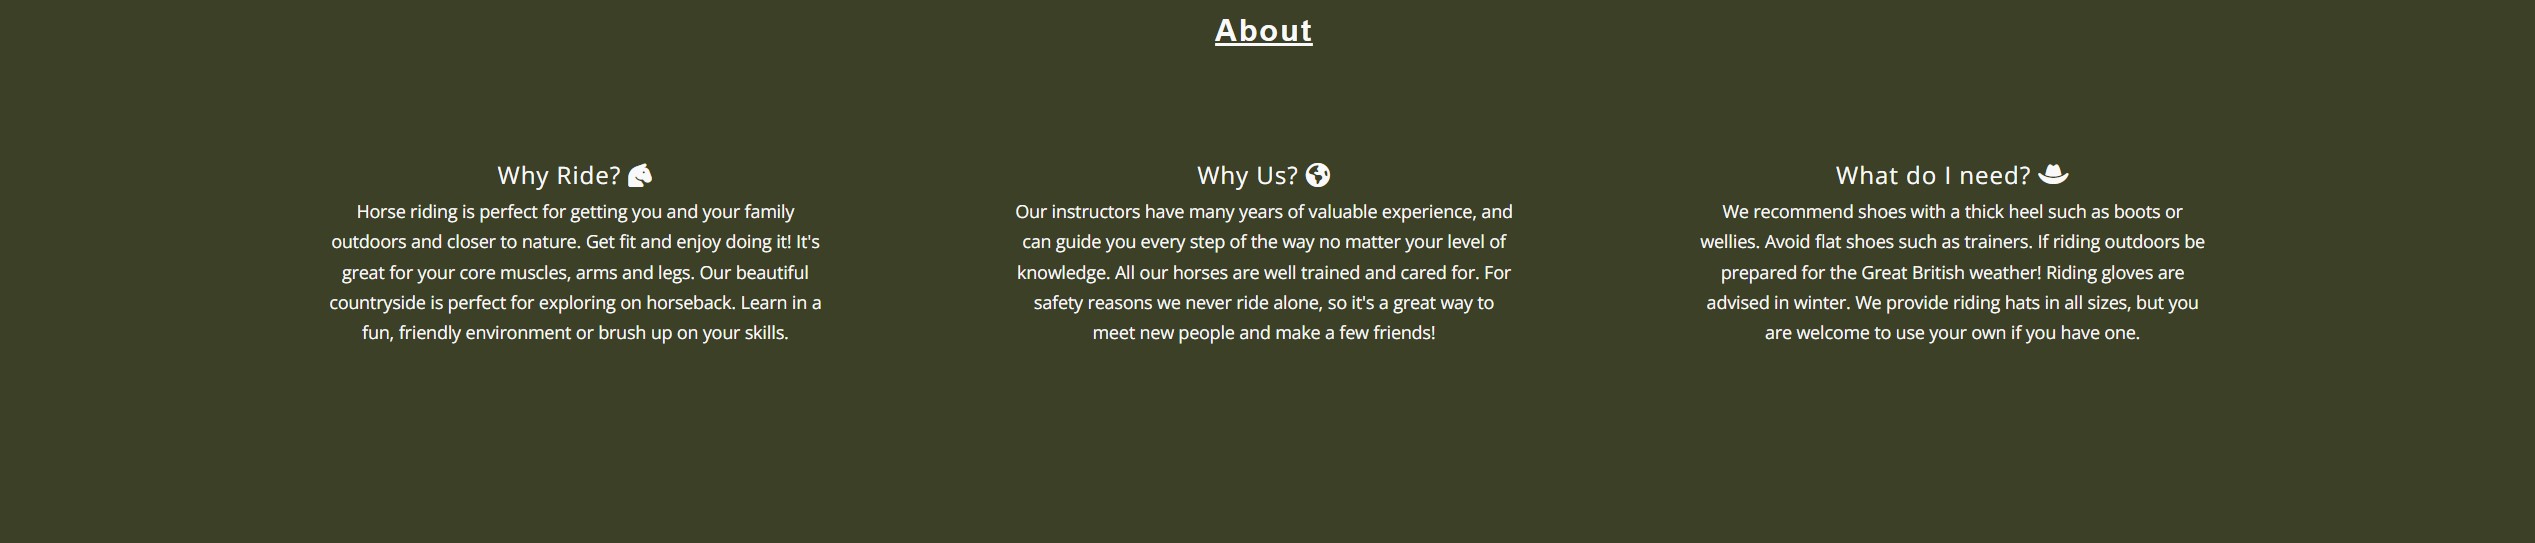 About
Why Ride?
Horse riding is perfect for getting you and your family
outdoors and closer to nature. Get fit and enjoy doing it! It's
great for your core muscles, arms and legs. Our beautiful
countryside is perfect for exploring on horseback. Learn in a
fun, friendly environment or brush up on your skills.
Why Us?
Our instructors have many years of valuable experience, and
can guide you every step of the way no matter your level of
knowledge. All our horses are well trained and cared for. For
safety reasons we never ride alone, so it's a great way to
meet new people and make a few friends!
What do I need?
We recommend shoes with a thick heel such as boots or
wellies. Avoid flat shoes such as trainers. If riding outdoors be
prepared for the Great British weather! Riding gloves are
advised in winter. We provide riding hats in all sizes, but you
are welcome to use your own if you have one.